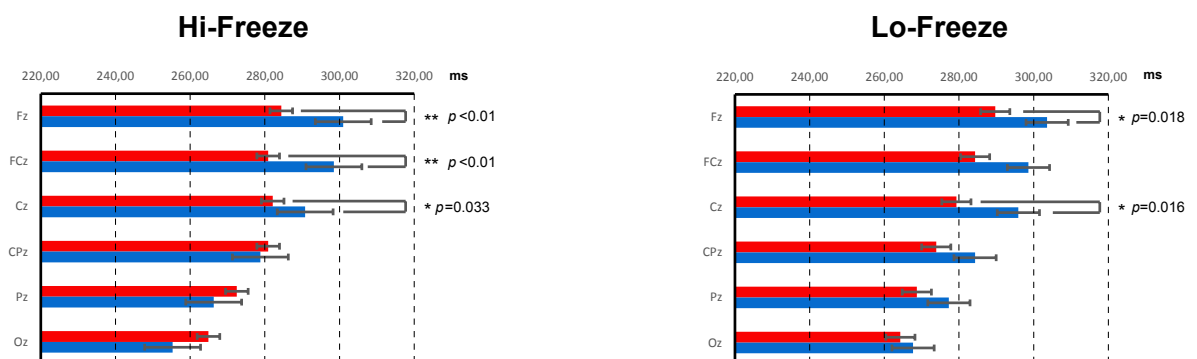 Hi-Freeze
220,00 240,00 260,00 280,00 300,00 320,00 ms
Fz
** p<0.01
FCz
** p<0.01
Cz
* p=0.033
CPz
Pz
Oz
Lo-Freeze
220,00 240,00 260,00 280,00 300,00 320,00 ms
Fz
* p=0.018
FCz
Cz
* p=0.016
CPz
Pz
Oz